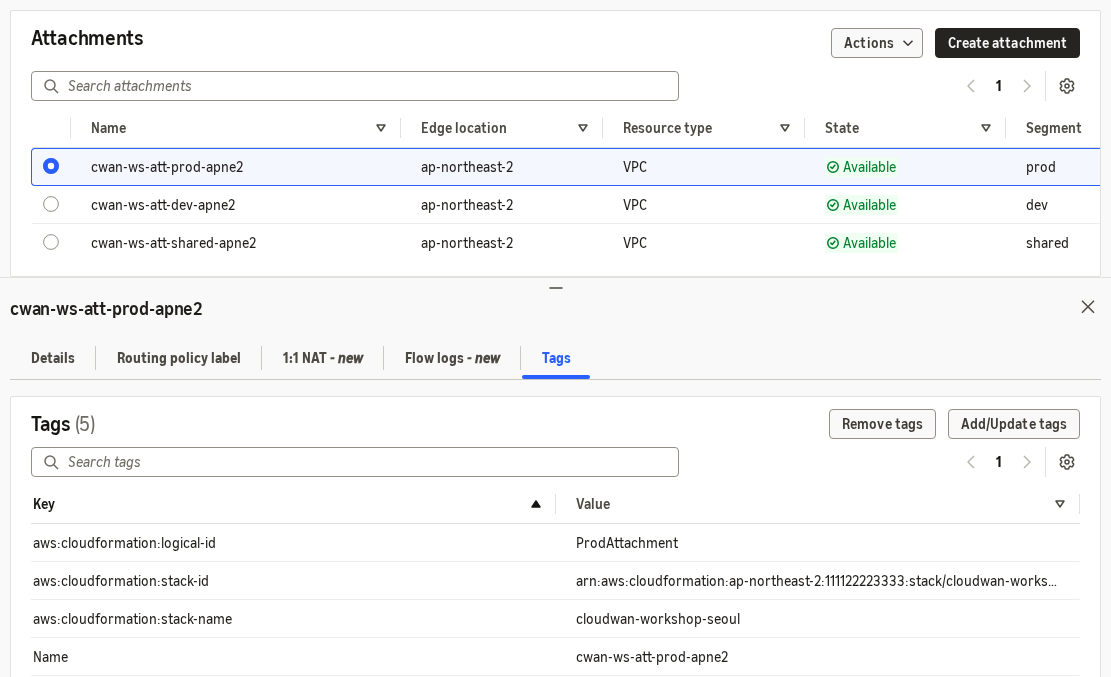 Attachments
Actions
Create attachment
Search attachments
1
Name Edge location Resource type State Segment
cwan-ws-att-prod-apne2 ap-northeast-2 VPC Available prod
cwan-ws-att-dev-apne2 ap-northeast-2 VPC Available dev
cwan-ws-att-shared-apne2 ap-northeast-2 VPC Available shared
cwan-ws-att-prod-apne2
Details Routing policy label 1:1 NAT - new Flow logs - new Tags
Tags (5)
Remove tags
Add/Update tags
Search tags
1
Key Value
aws:cloudformation:logical-id ProdAttachment
aws:cloudformation:stack-id arn:aws:cloudformation:ap-northeast-2:111122223333:stack/cloudwan-works...
aws:cloudformation:stack-name cloudwan-workshop-seoul
Name cwan-ws-att-prod-apne2